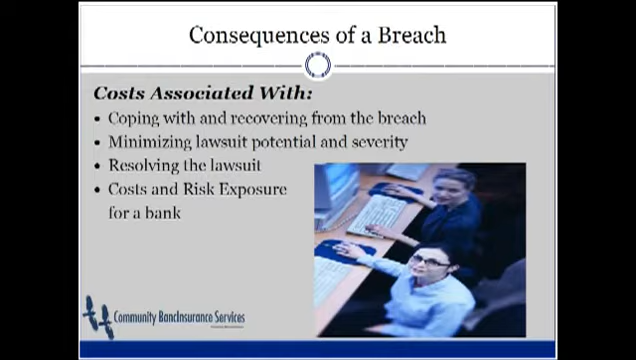 Consequences of a Breach
Costs Associated With:
• Coping with and recovering from the breach
• Minimizing lawsuit potential and severity
• Resolving the lawsuit
• Costs and Risk Exposure
for a bank
Community BancInsurance Services